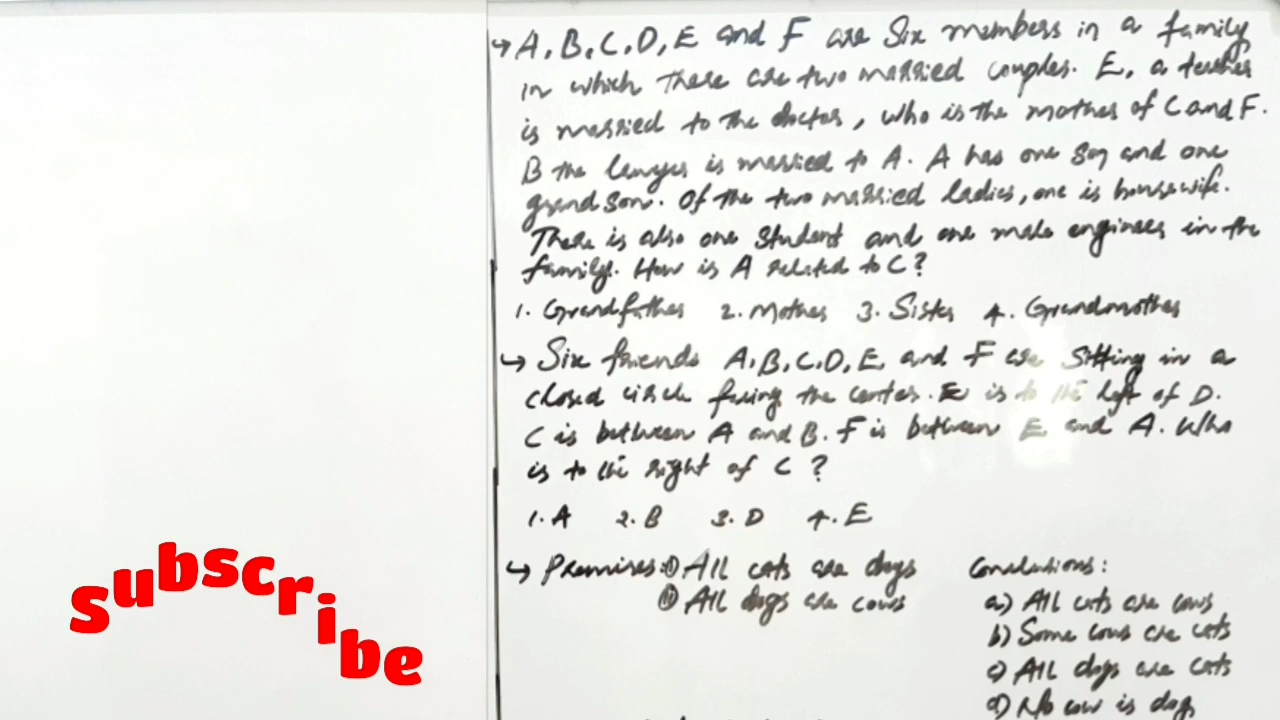 → A, B, C, D, E and F are Six members in a family
in which there are two married couples. E, a teacher
is married to the doctor, who is the mother of C and F.
B the lawyer is married to A. A has one son and one
grand son. Of the two married ladies, one is housewife.
There is also one student and one male engineer in the
family. How is A related to C?
1. Grandfather 2. Mother 3. Sister 4. Grandmother
→ Six friends A, B, C, D, E, and F are Sitting in a
closed circle facing the center. E is to the left of D.
C is between A and B. F is between E and A. Who
is to the right of C ?
1. A 2. B 3. D 4. E
→ Premises: i) All cats are dogs
ii) All dogs are cows
Conclusions:
a) All cats are cows
b) Some cows are cats
c) All dogs are cats
d) No cow is dog
subscribe